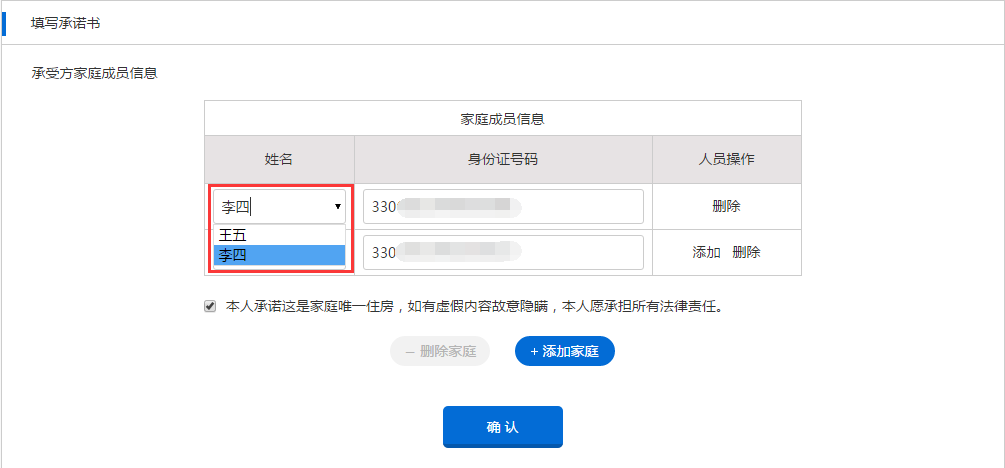 填写承诺书
承受方家庭成员信息
家庭成员信息
姓名 身份证号码 人员操作
李四 330 删除
王五
李四 330 添加 删除
本人承诺这是家庭唯一住房，如有虚假内容故意隐瞒，本人愿承担所有法律责任。
－ 删除家庭 + 添加家庭
确 认